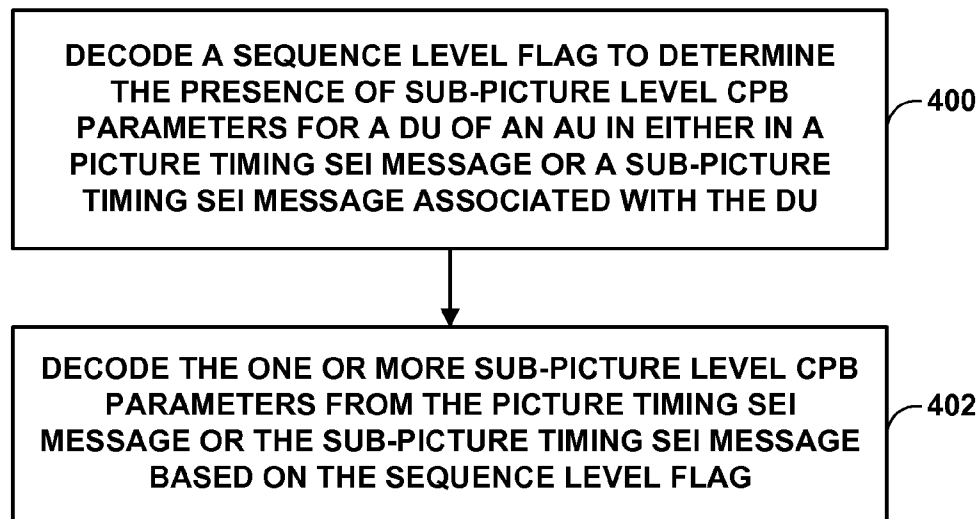 DECODE A SEQUENCE LEVEL FLAG TO DETERMINE
THE PRESENCE OF SUB-PICTURE LEVEL CPB
PARAMETERS FOR A DU OF AN AU IN EITHER IN A
PICTURE TIMING SEI MESSAGE OR A SUB-PICTURE
TIMING SEI MESSAGE ASSOCIATED WITH THE DU
400
DECODE THE ONE OR MORE SUB-PICTURE LEVEL CPB
PARAMETERS FROM THE PICTURE TIMING SEI
MESSAGE OR THE SUB-PICTURE TIMING SEI MESSAGE
BASED ON THE SEQUENCE LEVEL FLAG
402